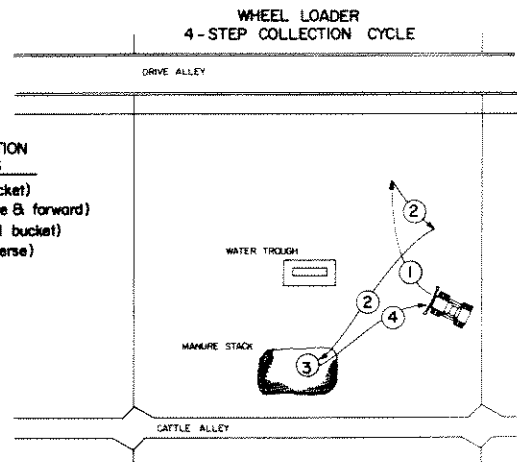 WHEEL LOADER
4-STEP COLLECTION CYCLE
DRIVE ALLEY
cket)
e & forward)
bucket)
erse)
2
1
WATER TROUGH
2
4
MANURE STACK
3
CATTLE ALLEY